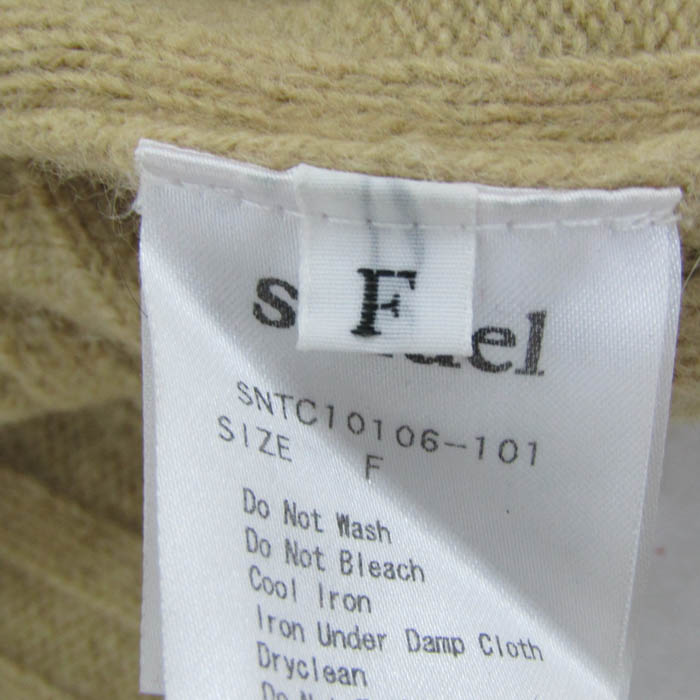 F
SNTC10106-101
SIZE F
Do Not Wash
Do Not Bleach
Cool Iron
Iron Under Damp Cloth
Dryclean